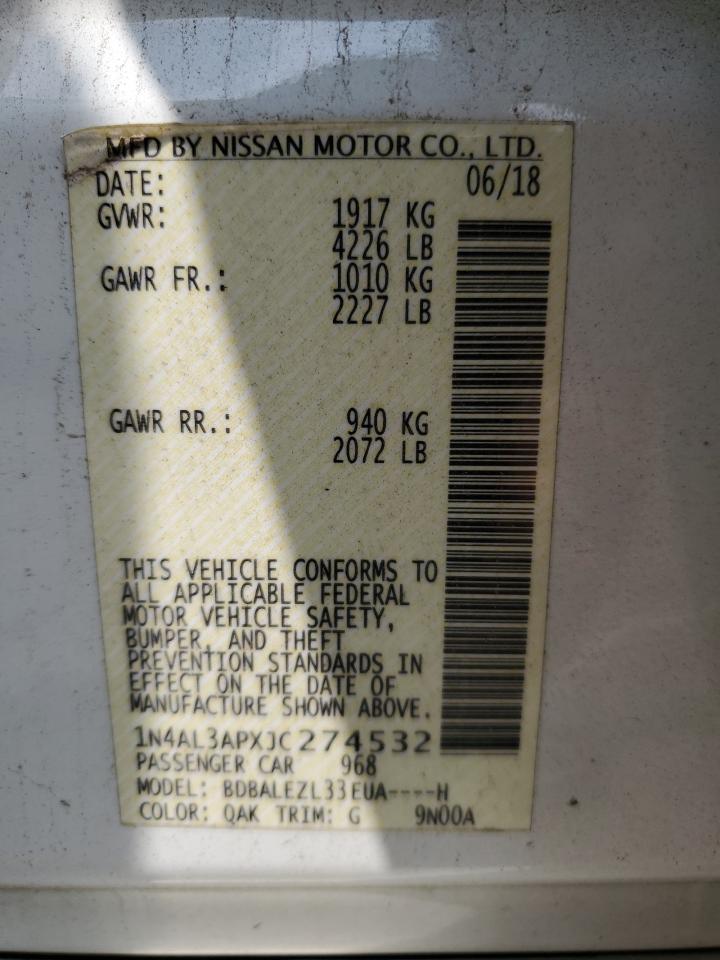 MFD BY NISSAN MOTOR CO., LTD.
DATE: 06/18
GVWR: 1917 KG
4226 LB
GAWR FR.: 1010 KG
2227 LB
GAWR RR.: 940 KG
2072 LB
THIS VEHICLE CONFORMS TO
ALL APPLICABLE FEDERAL
MOTOR VEHICLE SAFETY,
BUMPER, AND THEFT
PREVENTION STANDARDS IN
EFFECT ON THE DATE OF
MANUFACTURE SHOWN ABOVE.
1N4AL3APXJC274532
PASSENGER CAR 968
MODEL: BDBALEZL33EUA----H
COLOR: QAK TRIM: G 9N00A